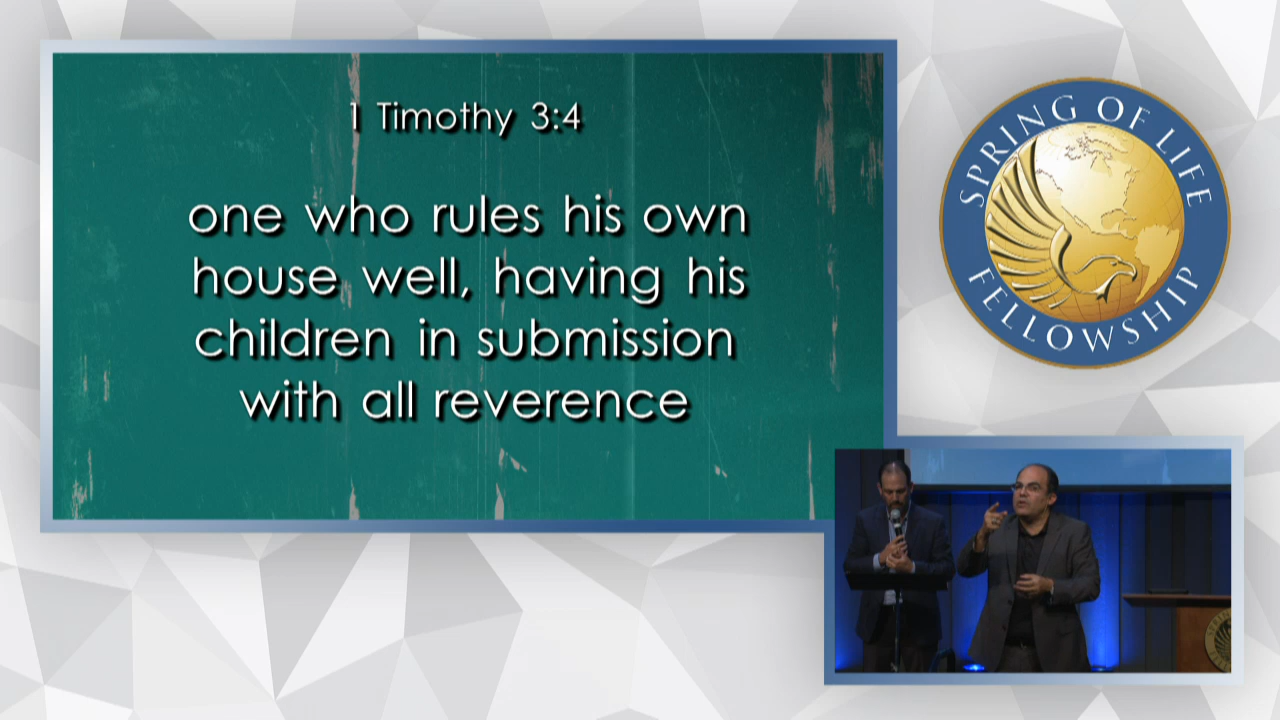 1 Timothy 3:4
one who rules his own
house well, having his
children in submission
with all reverence
SPRING OF LIFE
FELLOWSHIP